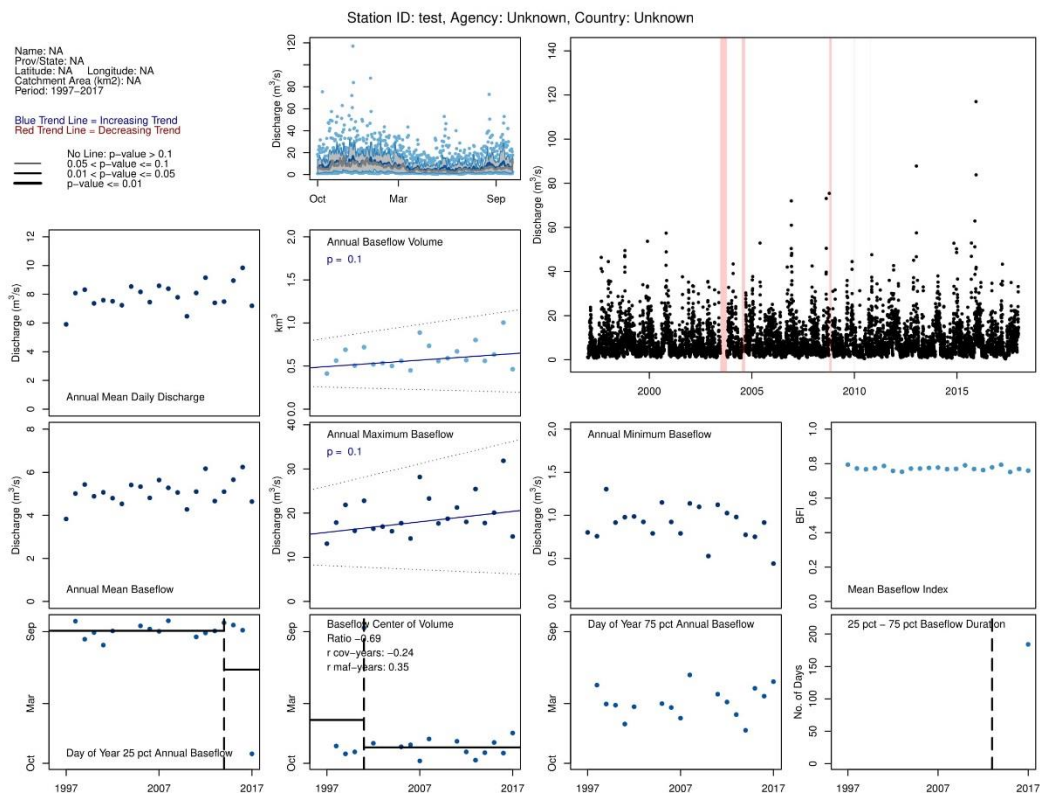 Station ID: test, Agency: Unknown, Country: Unknown
Name: NA
Prov/State: NA
Latitude: NA Longitude: NA
Catchment Area (km2): NA
Period: 1997−2017
Blue Trend Line = Increasing Trend
Red Trend Line = Decreasing Trend
No Line: p−value > 0.1
0.05 < p−value <= 0.1
0.01 < p−value <= 0.05
p−value <= 0.01
Discharge (m³/s)
0 20 40 60 80 100 120
Oct Mar Sep
Discharge (m³/s)
0 20 40 60 80 100 120 140
2000 2005 2010 2015
Discharge (m³/s)
0 2 4 6 8 10 12
Annual Mean Daily Discharge
Annual Baseflow Volume
p = 0.1
km³
0.0 0.5 1.0 1.5 2.0
Discharge (m³/s)
0 2 4 6 8
Annual Mean Baseflow
Annual Maximum Baseflow
p = 0.1
Discharge (m³/s)
0 10 20 30 40
Annual Minimum Baseflow
Discharge (m³/s)
0.0 0.5 1.0 1.5 2.0
BFI
0.0 0.2 0.4 0.6 0.8 1.0
Mean Baseflow Index
Oct Mar Sep
Day of Year 25 pct Annual Baseflow
1997 2007 2017
Baseflow Center of Volume
Ratio −0.69
r cov−years: −0.24
r maf−years: 0.35
Oct Mar Sep
1997 2007 2017
Day of Year 75 pct Annual Baseflow
Oct Mar Sep
1997 2007 2017
25 pct − 75 pct Baseflow Duration
No. of Days
0 50 100 150 200
1997 2007 2017